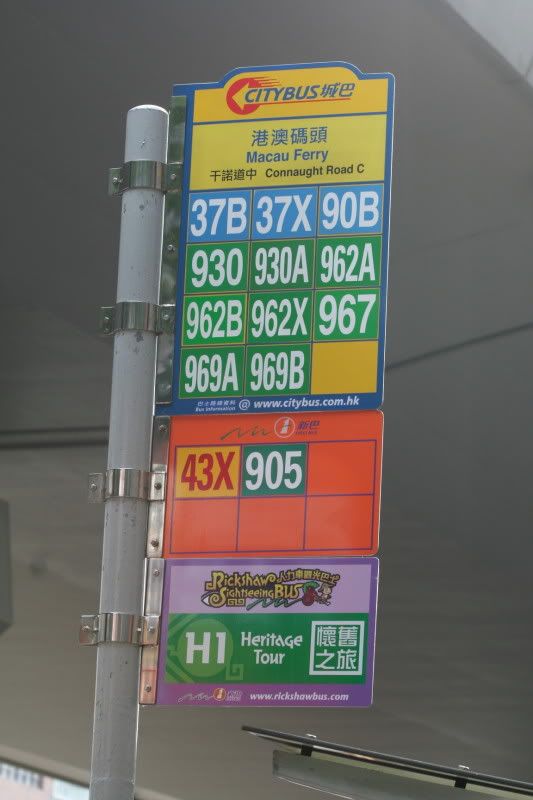 CITYBUS 城巴
港澳碼頭
Macau Ferry
干諾道中 Connaught Road C
37B 37X 90B
930 930A 962A
962B 962X 967
969A 969B
巴士路線資料
Bus Information @ www.citybus.com.hk
新巴
43X 905
Rickshaw 人力車觀光巴士
Sightseeing BUS
H1 Heritage Tour 懷舊之旅
www.rickshawbus.com